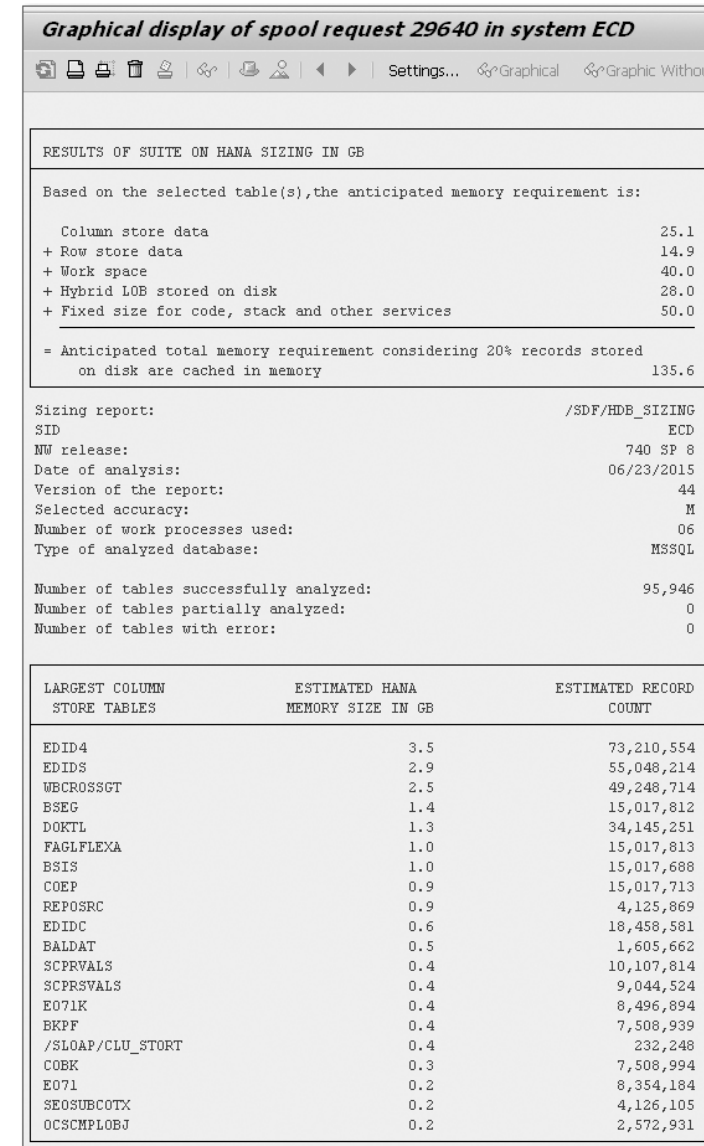 Graphical display of spool request 29640 in system ECD
Settings... Graphical Graphic Withou
RESULTS OF SUITE ON HANA SIZING IN GB
Based on the selected table(s),the anticipated memory requirement is:
Column store data 25.1
+ Row store data 14.9
+ Work space 40.0
+ Hybrid LOB stored on disk 28.0
+ Fixed size for code, stack and other services 50.0
= Anticipated total memory requirement considering 20% records stored
on disk are cached in memory 135.6
Sizing report: /SDF/HDB_SIZING
SID ECD
NW release: 740 SP 8
Date of analysis: 06/23/2015
Version of the report: 44
Selected accuracy: M
Number of work processes used: 06
Type of analyzed database: MSSQL
Number of tables successfully analyzed: 95,946
Number of tables partially analyzed: 0
Number of tables with error: 0
LARGEST COLUMN ESTIMATED HANA ESTIMATED RECORD
STORE TABLES MEMORY SIZE IN GB COUNT
EDID4 3.5 73,210,554
EDIDS 2.9 55,048,214
WBCROSSGT 2.5 49,248,714
BSEG 1.4 15,017,812
DOKTL 1.3 34,145,251
FAGLFLEXA 1.0 15,017,813
BSIS 1.0 15,017,688
COEP 0.9 15,017,713
REPOSRC 0.9 4,125,869
EDIDC 0.6 18,458,581
BALDAT 0.5 1,605,662
SCPRVALS 0.4 10,107,814
SCPRSVALS 0.4 9,044,524
E071K 0.4 8,496,894
BKPF 0.4 7,508,939
/SLOAP/CLU_STORT 0.4 232,248
COBK 0.3 7,508,994
E071 0.2 8,354,184
SEOSUBCOTX 0.2 4,126,105
OCSCMPLOBJ 0.2 2,572,931